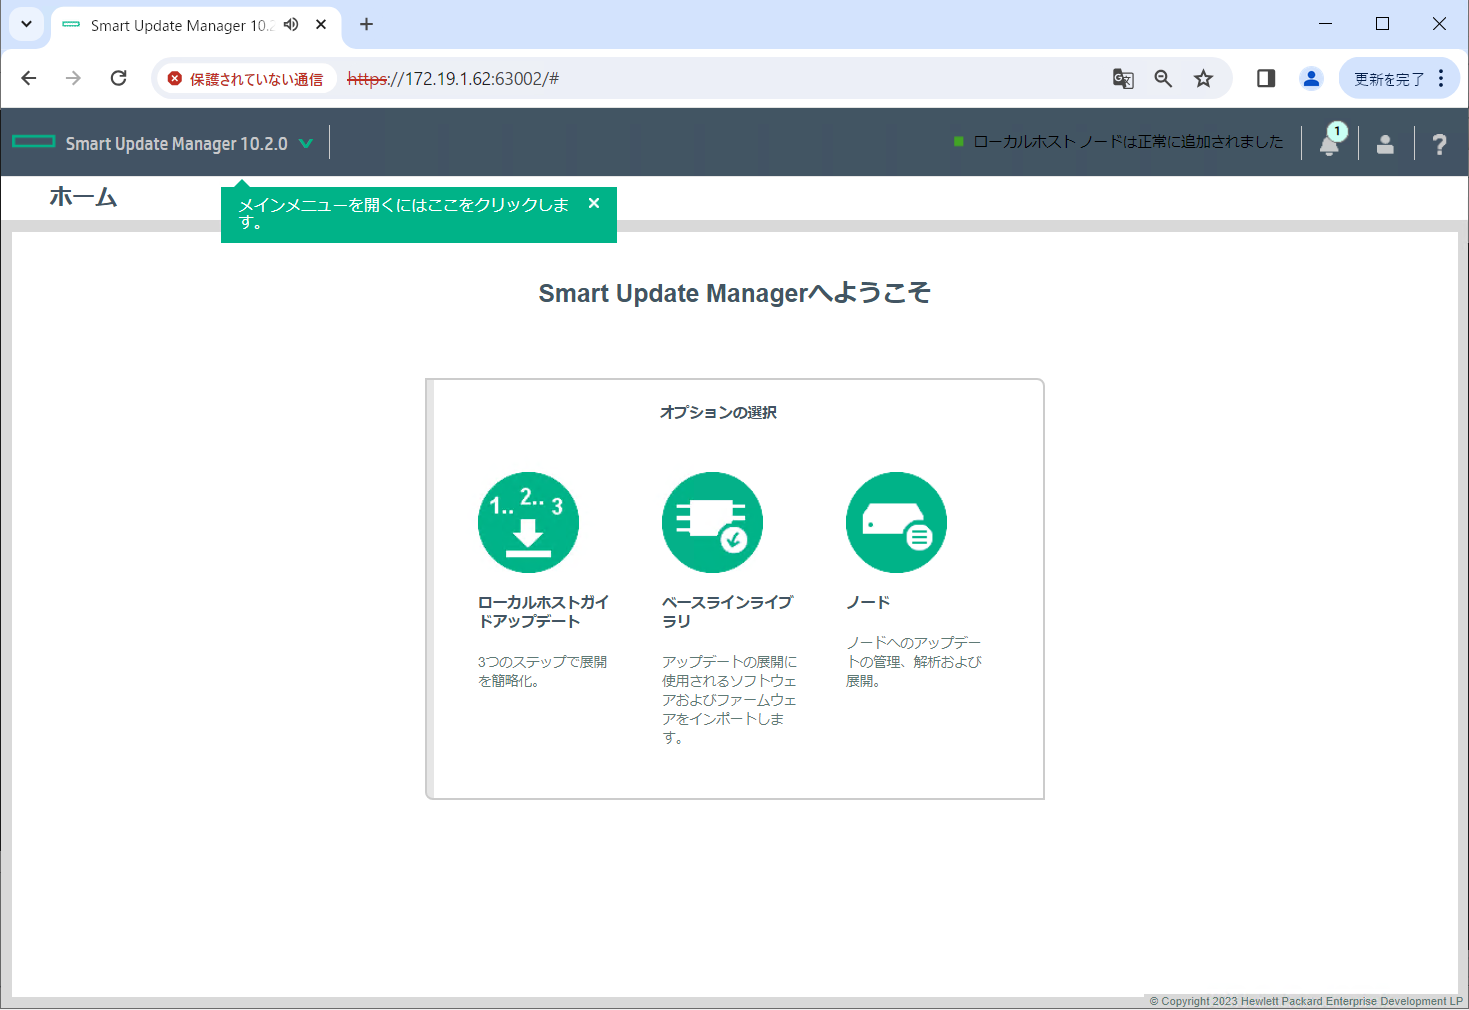 Smart Update Manager 10.2
保護されていない通信
https://172.19.1.62:63002/#
更新を完了
Smart Update Manager 10.2.0
ローカルホスト ノードは正常に追加されました
1
?
ホーム
メインメニューを開くにはここをクリックしま
す。
Smart Update Managerへようこそ
オプションの選択
1.. 2.. 3
ローカルホストガイ
ドアップデート
3つのステップで展開
を簡略化。
ベースラインライブ
ラリ
アップデートの展開に
使用されるソフトウェ
アおよびファームウェ
アをインポートしま
す。
ノード
ノードへのアップデー
トの管理、解析および
展開。
© Copyright 2023 Hewlett Packard Enterprise Development LP